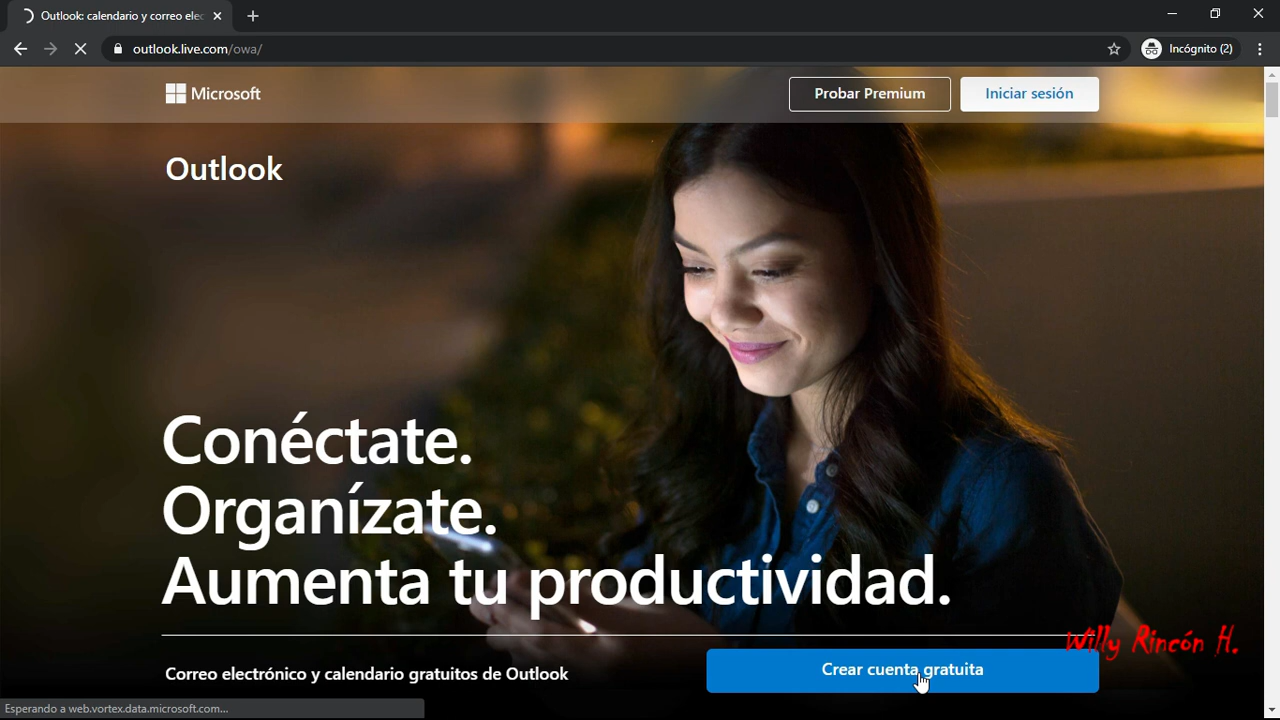 Outlook: calendario y correo elec
outlook.live.com/owa/
Incógnito (2)
Microsoft
Probar Premium
Iniciar sesión
Outlook
Conéctate.
Organízate.
Aumenta tu productividad.
Willy Rincón H.
Correo electrónico y calendario gratuitos de Outlook
Crear cuenta gratuita
Esperando a web.vortex.data.microsoft.com...